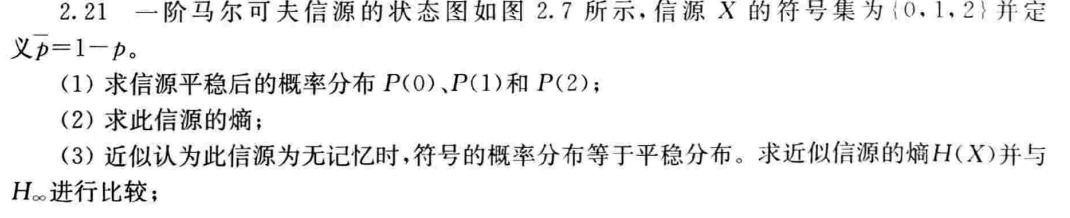 2.21 一阶马尔可夫信源的状态图如图 2.7 所示,信源 X 的符号集为{0,1,2}并定
义p̅=1−p。
(1) 求信源平稳后的概率分布 P(0)、P(1)和 P(2);
(2) 求此信源的熵;
(3) 近似认为此信源为无记忆时,符号的概率分布等于平稳分布。求近似信源的熵H(X)并与
H∞进行比较;